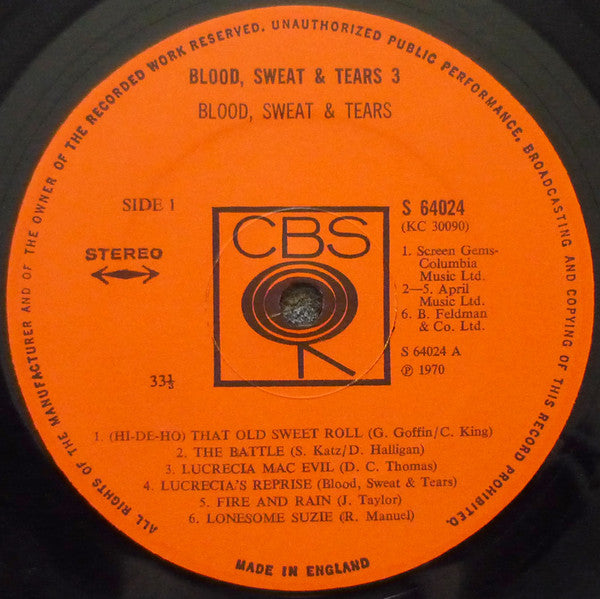 ALL RIGHTS OF THE MANUFACTURER AND OF THE OWNER OF THE RECORDED WORK RESERVED. UNAUTHORIZED PUBLIC PERFORMANCE, BROADCASTING AND COPYING OF THIS RECORD PROHIBITED.
BLOOD, SWEAT & TEARS 3
BLOOD, SWEAT & TEARS
SIDE 1
STEREO
33⅓
CBS
S 64024
(KC 30090)
1. Screen Gems-
Columbia
Music Ltd.
2—5. April
Music Ltd.
6. B. Feldman
& Co. Ltd.
S 64024 A
℗ 1970
1. (HI-DE-HO) THAT OLD SWEET ROLL (G. Goffin/C. King)
2. THE BATTLE (S. Katz/D. Halligan)
3. LUCRECIA MAC EVIL (D. C. Thomas)
4. LUCRECIA'S REPRISE (Blood, Sweat & Tears)
5. FIRE AND RAIN (J. Taylor)
6. LONESOME SUZIE (R. Manuel)
MADE IN ENGLAND